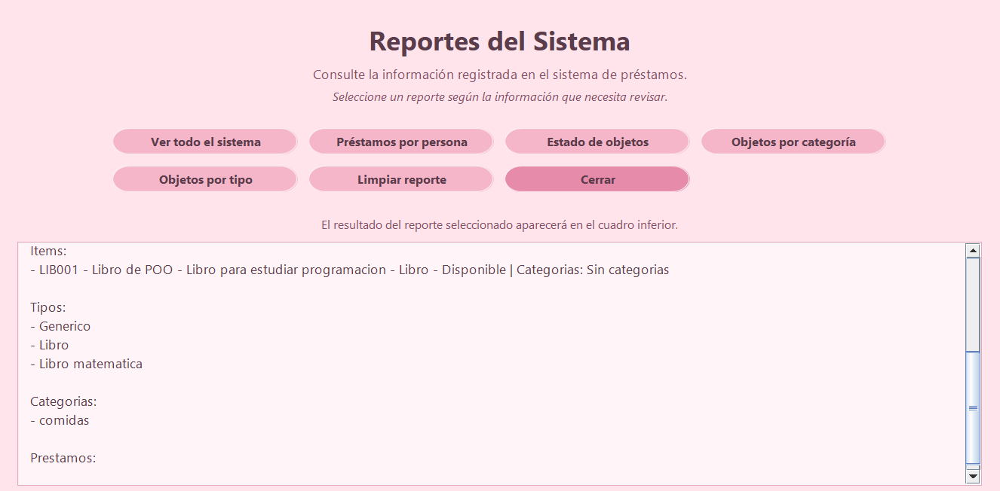 Reportes del Sistema
Consulte la información registrada en el sistema de préstamos.
Seleccione un reporte según la información que necesita revisar.
Ver todo el sistema
Préstamos por persona
Estado de objetos
Objetos por categoría
Objetos por tipo
Limpiar reporte
Cerrar
El resultado del reporte seleccionado aparecerá en el cuadro inferior.
Items:
- LIB001 - Libro de POO - Libro para estudiar programacion - Libro - Disponible | Categorias: Sin categorias
Tipos:
- Generico
- Libro
- Libro matematica
Categorias:
- comidas
Prestamos: